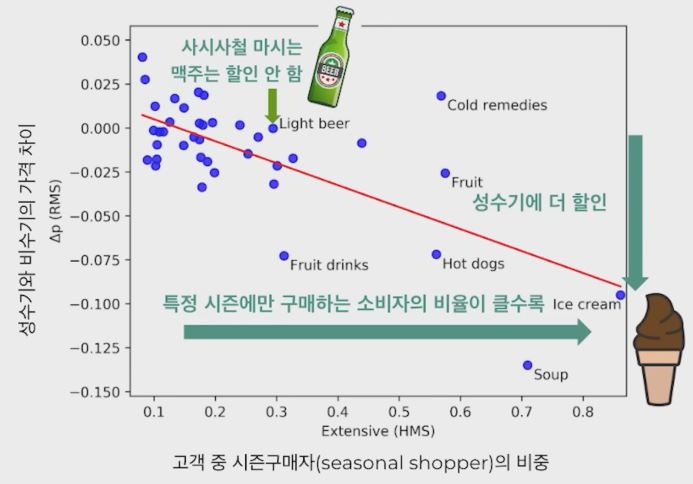 0.050
0.025
0.000
−0.025
−0.050
−0.075
−0.100
−0.125
−0.150
성수기와 비수기의 가격 차이
Δp (RMS)
사시사철 마시는
맥주는 할인 안 함
BEER
Light beer
Cold remedies
Fruit
성수기에 더 할인
Fruit drinks
Hot dogs
특정 시즌에만 구매하는 소비자의 비율이 클수록
Ice cream
Soup
0.1 0.2 0.3 0.4 0.5 0.6 0.7 0.8
Extensive (HMS)
고객 중 시즌구매자(seasonal shopper)의 비중